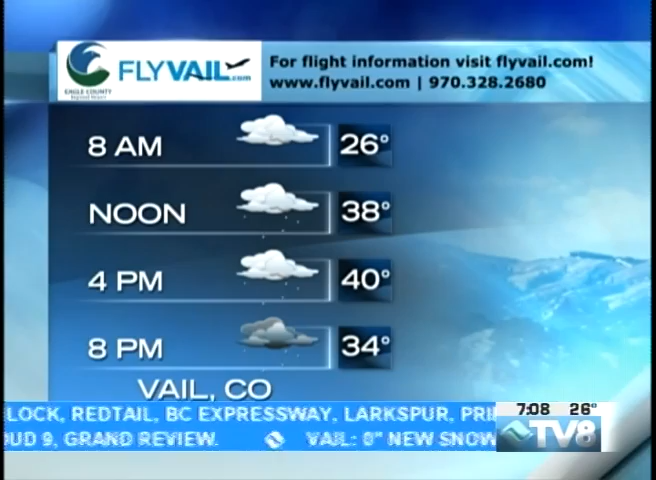 EAGLE COUNTY
Regional Airport
FLYVAIL.com
For flight information visit flyvail.com!
www.flyvail.com | 970.328.2680
8 AM 26°
NOON 38°
4 PM 40°
8 PM 34°
VAIL, CO
LOCK, REDTAIL, BC EXPRESSWAY, LARKSPUR, PRI
OUD 9, GRAND REVIEW. VAIL: 0" NEW SNOW
7:08 26°
TV8